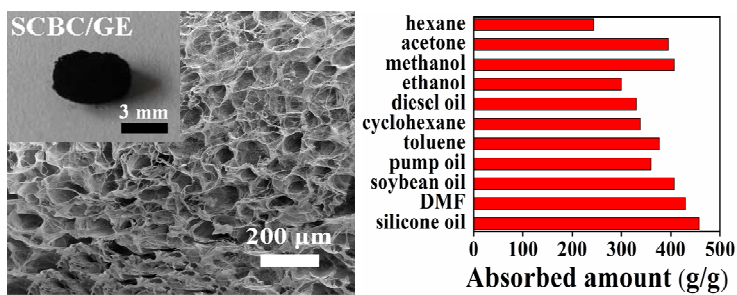 SCBC/GE
3 mm
200 μm
hexane
acetone
methanol
ethanol
diesel oil
cyclohexane
toluene
pump oil
soybean oil
DMF
silicone oil
0 100 200 300 400 500
Absorbed amount (g/g)